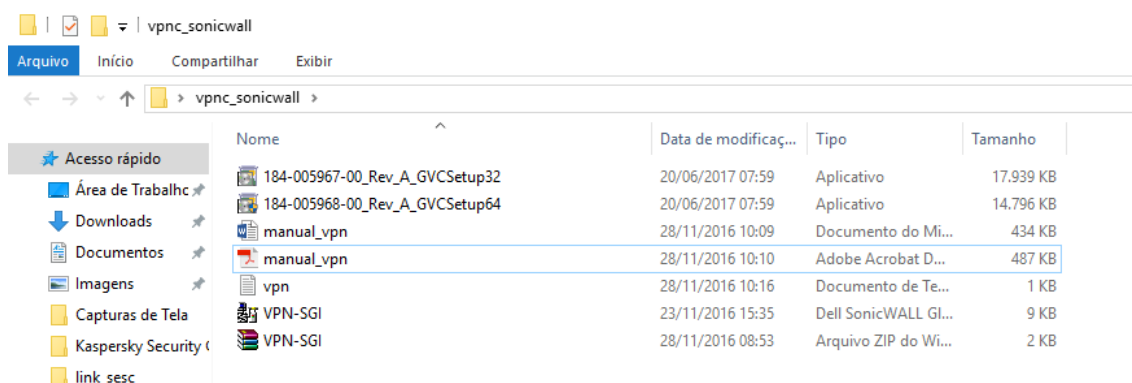 vpnc_sonicwall
Arquivo Início Compartilhar Exibir
vpnc_sonicwall
Nome Data de modificaç... Tipo Tamanho
Acesso rápido
Área de Trabalhc
Downloads
Documentos
Imagens
Capturas de Tela
Kaspersky Security (
link sesc
184-005967-00_Rev_A_GVCSetup32 20/06/2017 07:59 Aplicativo 17.939 KB
184-005968-00_Rev_A_GVCSetup64 20/06/2017 07:59 Aplicativo 14.796 KB
manual_vpn 28/11/2016 10:09 Documento do Mi... 434 KB
manual_vpn 28/11/2016 10:10 Adobe Acrobat D... 487 KB
vpn 28/11/2016 10:16 Documento de Te... 1 KB
VPN-SGI 23/11/2016 15:35 Dell SonicWALL Gl... 9 KB
VPN-SGI 28/11/2016 08:53 Arquivo ZIP do Wi... 2 KB